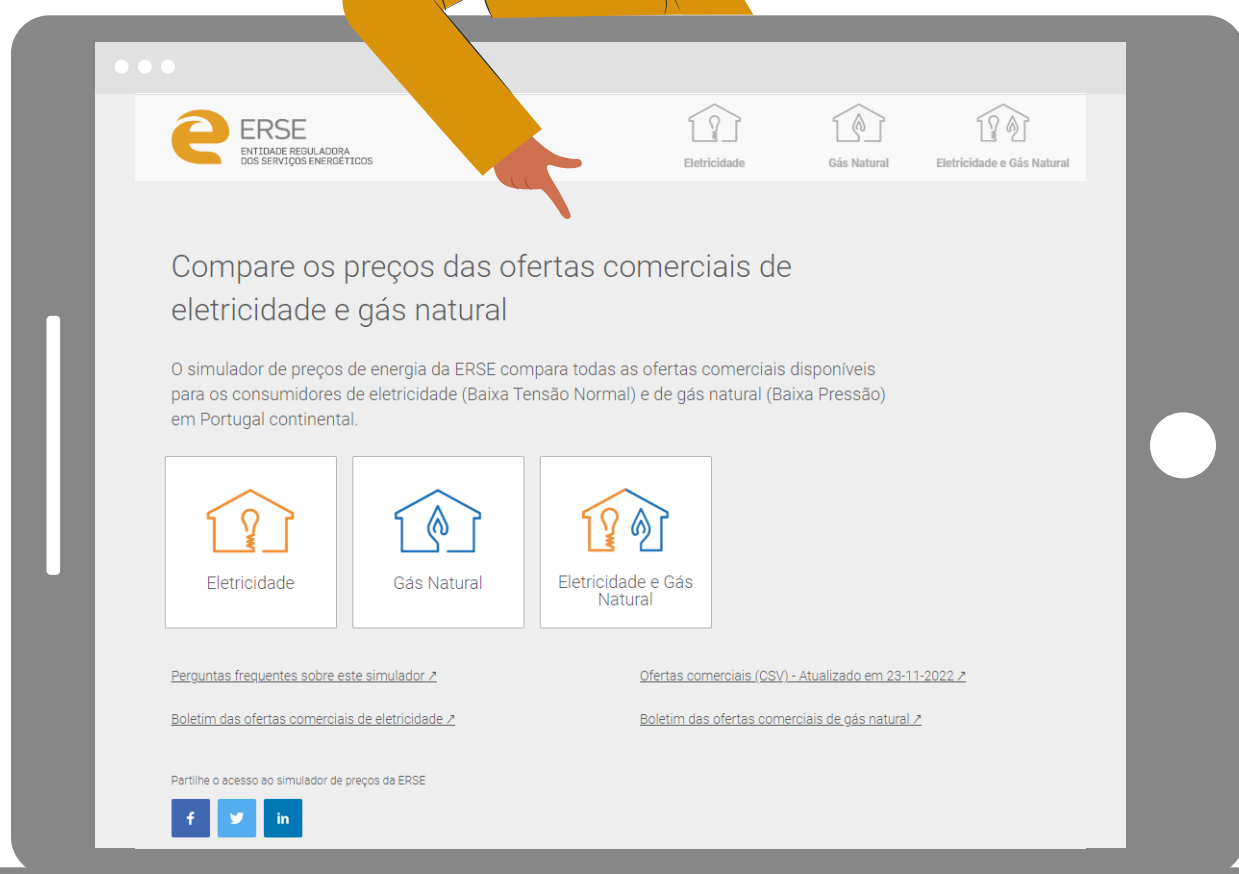 ERSE
ENTIDADE REGULADORA
DOS SERVIÇOS ENERGÉTICOS
Eletricidade
Gás Natural
Eletricidade e Gás Natural
Compare os preços das ofertas comerciais de
eletricidade e gás natural
O simulador de preços de energia da ERSE compara todas as ofertas comerciais disponíveis
para os consumidores de eletricidade (Baixa Tensão Normal) e de gás natural (Baixa Pressão)
em Portugal continental.
Eletricidade
Gás Natural
Eletricidade e Gás
Natural
Perguntas frequentes sobre este simulador ↗
Ofertas comerciais (CSV) - Atualizado em 23-11-2022 ↗
Boletim das ofertas comerciais de eletricidade ↗
Boletim das ofertas comerciais de gás natural ↗
Partilhe o acesso ao simulador de preços da ERSE
f
in